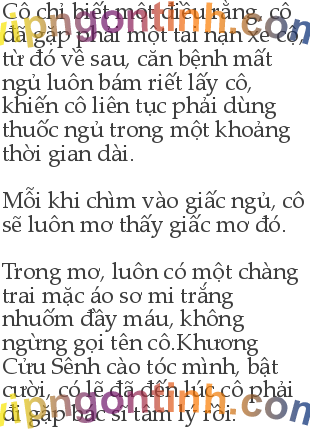 Cô chỉ biết một điều rằng, cô
đã gặp phải một tai nạn xe cộ,
từ đó về sau, căn bệnh mất
ngủ luôn bám riết lấy cô,
khiến cô liên tục phải dùng
thuốc ngủ trong một khoảng
thời gian dài.
Mỗi khi chìm vào giấc ngủ, cô
sẽ luôn mơ thấy giấc mơ đó.
Trong mơ, luôn có một chàng
trai mặc áo sơ mi trắng
nhuốm đầy máu, không
ngừng gọi tên cô.Khương
Cửu Sênh cào tóc mình, bật
cười, có lẽ đã đến lúc cô phải
đi gặp bác sĩ tâm lý rồi.
vipngontinh.com
vipngontinh.com